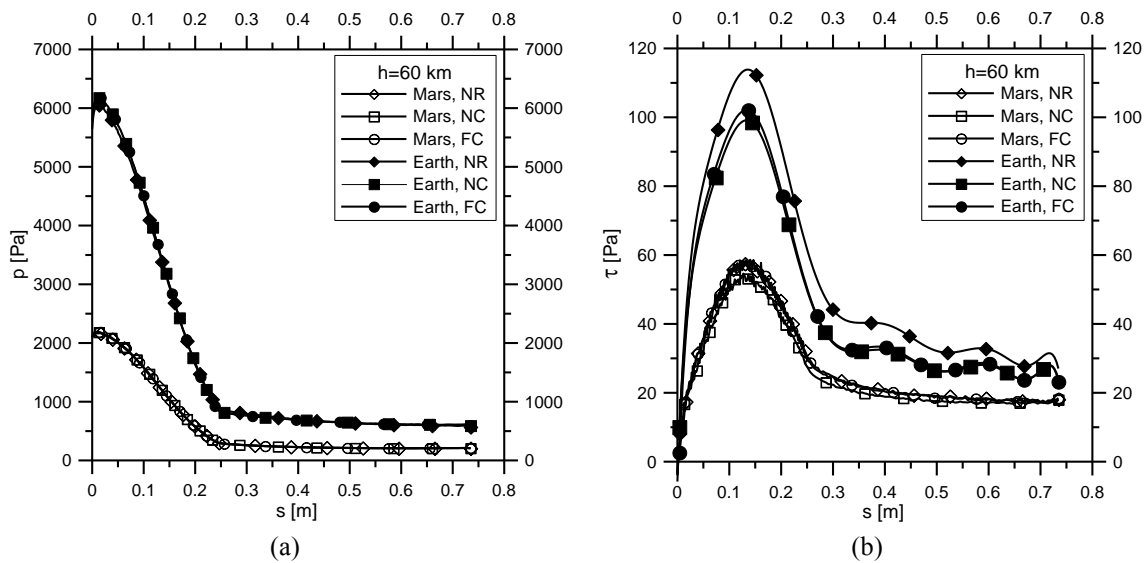 0 0.1 0.2 0.3 0.4 0.5 0.6 0.7 0.8
7000 7000
6000 6000
5000 5000
4000 4000
3000 3000
2000 2000
1000 1000
0 0
p [Pa]
h=60 km
Mars, NR
Mars, NC
Mars, FC
Earth, NR
Earth, NC
Earth, FC
0 0.1 0.2 0.3 0.4 0.5 0.6 0.7 0.8
s [m]
(a)
0 0.1 0.2 0.3 0.4 0.5 0.6 0.7 0.8
120 120
100 100
80 80
60 60
40 40
20 20
0 0
τ [Pa]
h=60 km
Mars, NR
Mars, NC
Mars, FC
Earth, NR
Earth, NC
Earth, FC
0 0.1 0.2 0.3 0.4 0.5 0.6 0.7 0.8
s [m]
(b)